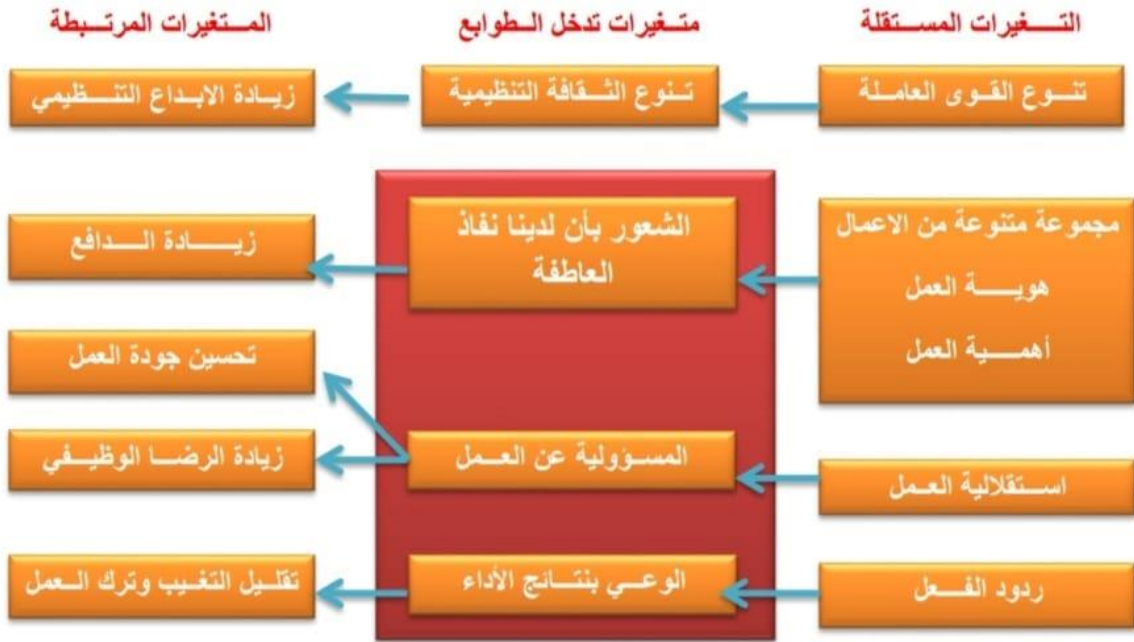 التغيرات المستقلة
متغيرات تدخل الطوابع
المتغيرات المرتبطة
تنوع القوى العاملة
تنوع الثقافة التنظيمية
زيادة الابداع التنظيمي
مجموعة متنوعة من الاعمال
هوية العمل
أهمية العمل
الشعور بأن لدينا نفاذ
العاطفة
زيادة الدافع
تحسين جودة العمل
استقلالية العمل
المسؤولية عن العمل
زيادة الرضا الوظيفي
ردود الفعل
الوعي بنتائج الأداء
تقليل التغيب وترك العمل